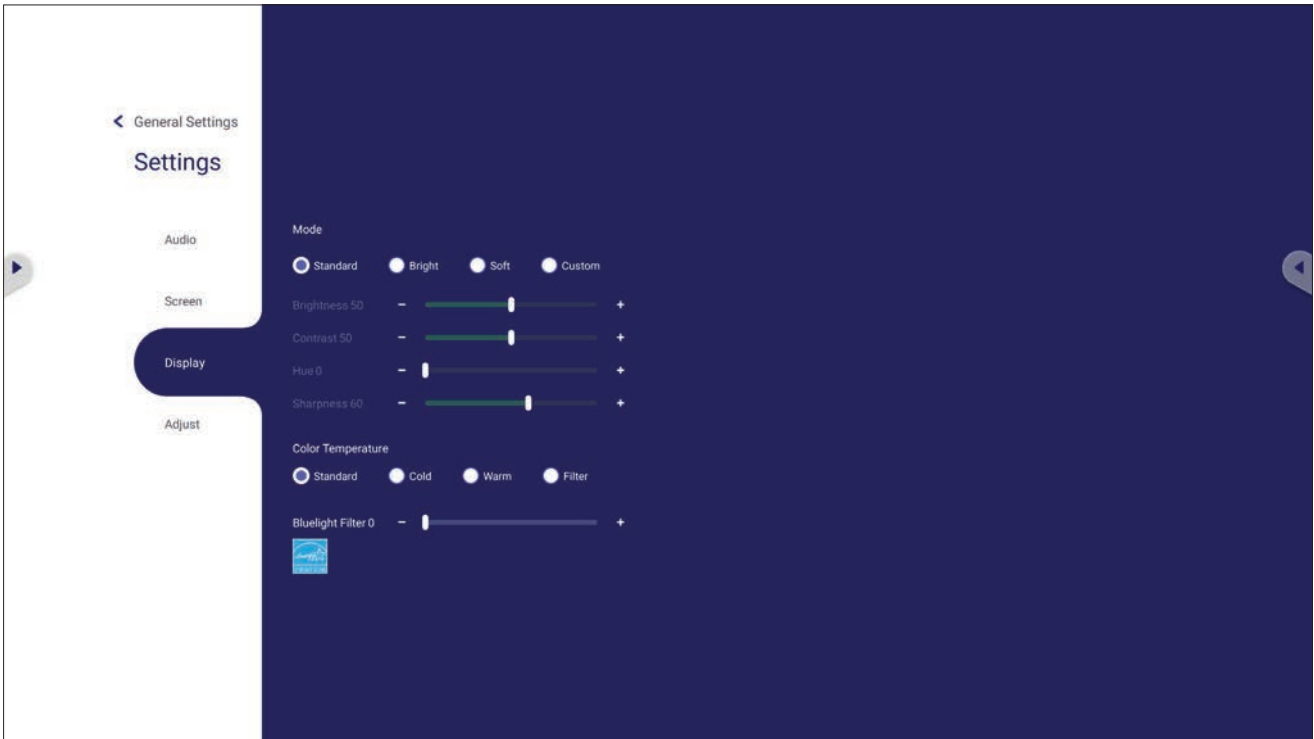 General Settings
Settings
Audio
Screen
Display
Adjust
Mode
Standard Bright Soft Custom
Brightness 50 - +
Contrast 50 - +
Hue 0 - +
Sharpness 60 - +
Color Temperature
Standard Cold Warm Filter
Bluelight Filter 0 - +